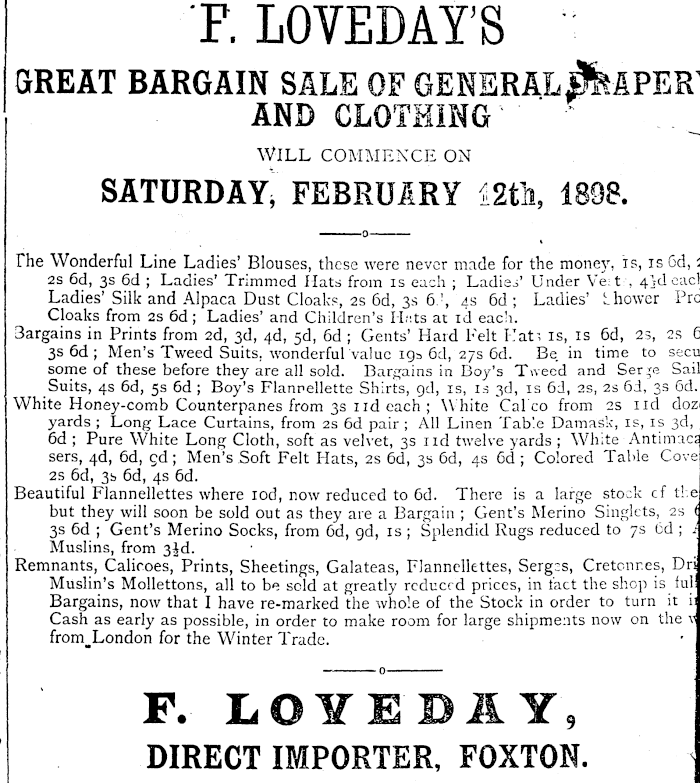 F. LOVEDAY'S
GREAT BARGAIN SALE OF GENERAL DRAPERY
AND CLOTHING
WILL COMMENCE ON
SATURDAY, FEBRUARY 12th, 1898.
The Wonderful Line Ladies' Blouses, these were never made for the money, 1s, 1s 6d,
2s 6d, 3s 6d ; Ladies' Trimmed Hats from 1s each ; Ladies' Under Vests, 4½d each
Ladies' Silk and Alpaca Dust Cloaks, 2s 6d, 3s 6d, 4s 6d ; Ladies' Shower
Cloaks from 2s 6d ; Ladies' and Children's Hats at 1d each.
Bargains in Prints from 2d, 3d, 4d, 5d, 6d ; Gents' Hard Felt Hats 1s, 1s 6d, 2s, 2s
3s 6d ; Men's Tweed Suits, wonderful value 19s 6d, 27s 6d. Be in time to
some of these before they are all sold. Bargains in Boy's Tweed and Serge
Suits, 4s 6d, 5s 6d ; Boy's Flannellette Shirts, 9d, 1s, 1s 3d, 1s 6d, 2s, 2s 6d, 3s 6d.
White Honey-comb Counterpanes from 3s 11d each ; White Calico from 2s 11d
yards ; Long Lace Curtains, from 2s 6d pair ; All Linen Table Damask, 1s, 1s 3d,
6d ; Pure White Long Cloth, soft as velvet, 3s 11d twelve yards ; White Antimaca
sers, 4d, 6d, 9d ; Men's Soft Felt Hats, 2s 6d, 3s 6d, 4s 6d ; Colored Table
2s 6d, 3s 6d, 4s 6d.
Beautiful Flannellettes where 10d, now reduced to 6d. There is a large stock of
but they will soon be sold out as they are a Bargain ; Gent's Merino Singlets, 2s
3s 6d ; Gent's Merino Socks, from 6d, 9d, 1s ; Splendid Rugs reduced to 7s 6d ;
Muslins, from 3½d.
Remnants, Calicoes, Prints, Sheetings, Galateas, Flannellettes, Serges, Cretonnes,
Muslin's Mollettons, all to be sold at greatly reduced prices, in fact the shop is full
Bargains, now that I have re-marked the whole of the Stock in order to turn it
Cash as early as possible, in order to make room for large shipments now on the
from London for the Winter Trade.
F. LOVEDAY,
DIRECT IMPORTER, FOXTON.